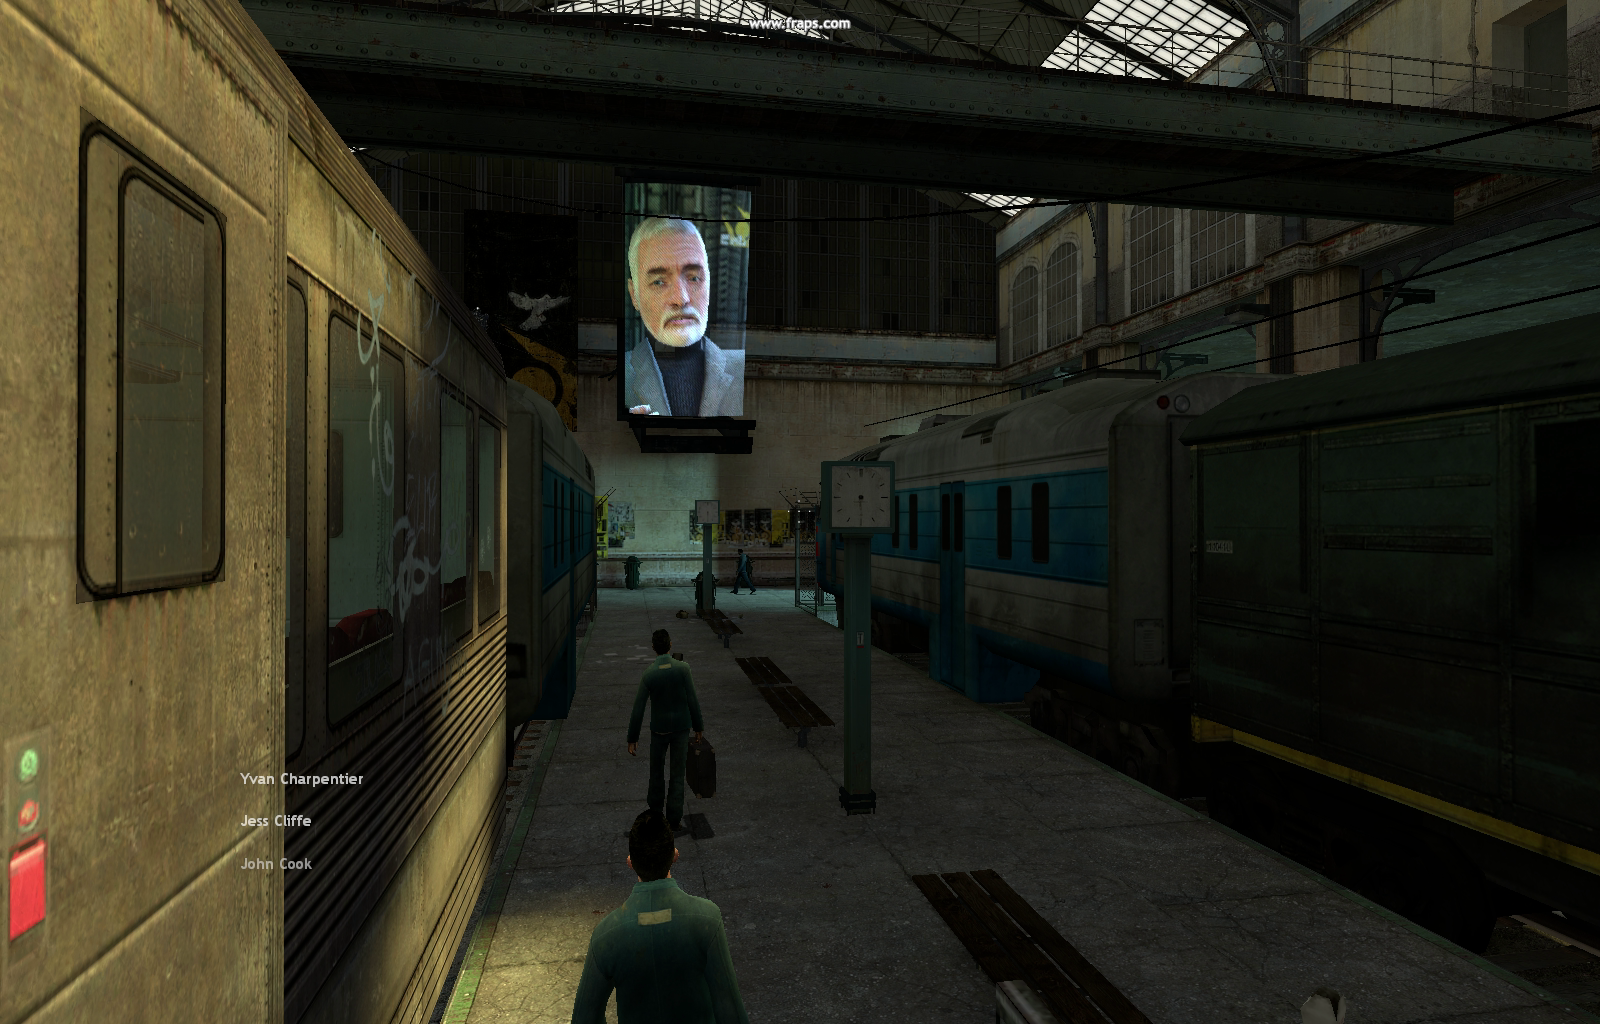 www.fraps.com
Yvan Charpentier
Jess Cliffe
John Cook